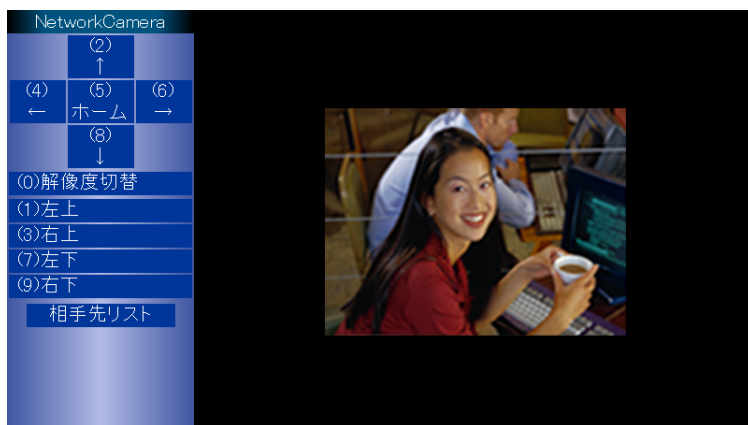 NetworkCamera
(2)
↑
(4) (5) (6)
← ホーム →
(8)
↓
(0)解像度切替
(1)左上
(3)右上
(7)左下
(9)右下
相手先リスト